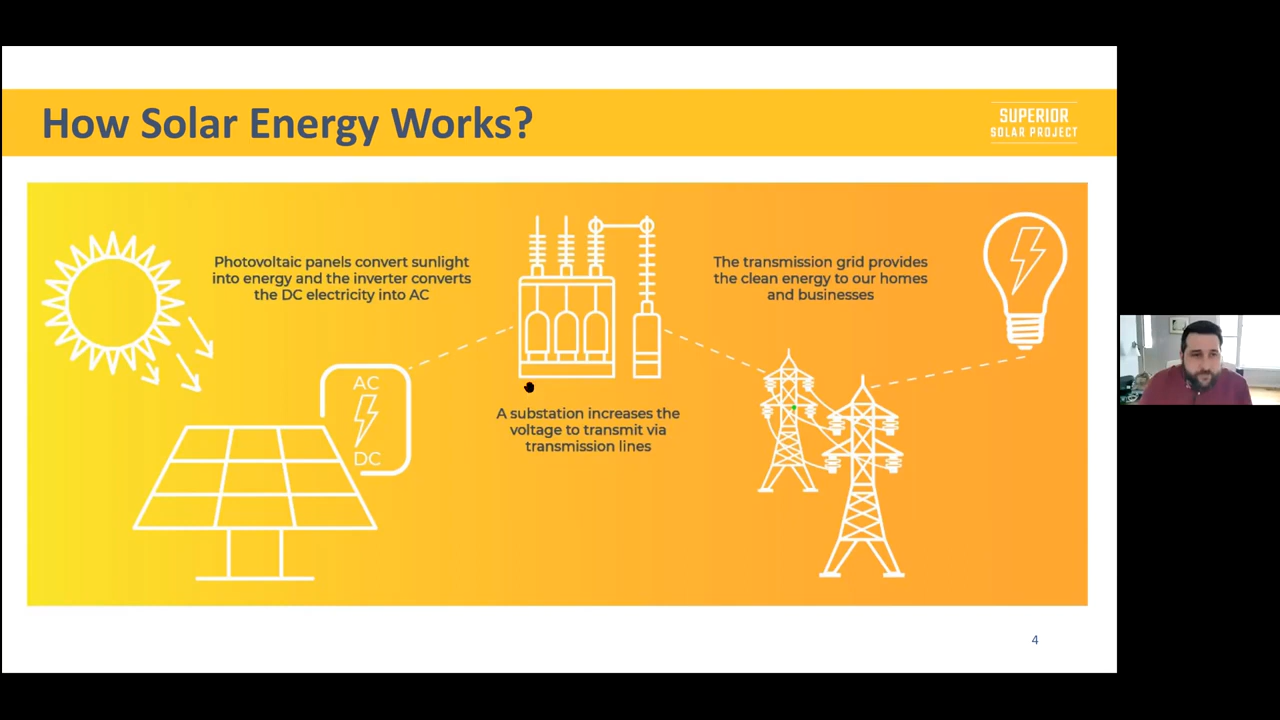 How Solar Energy Works?
SUPERIOR
SOLAR PROJECT
Photovoltaic panels convert sunlight
into energy and the inverter converts
the DC electricity into AC
The transmission grid provides
the clean energy to our homes
and businesses
AC
DC
A substation increases the
voltage to transmit via
transmission lines
4